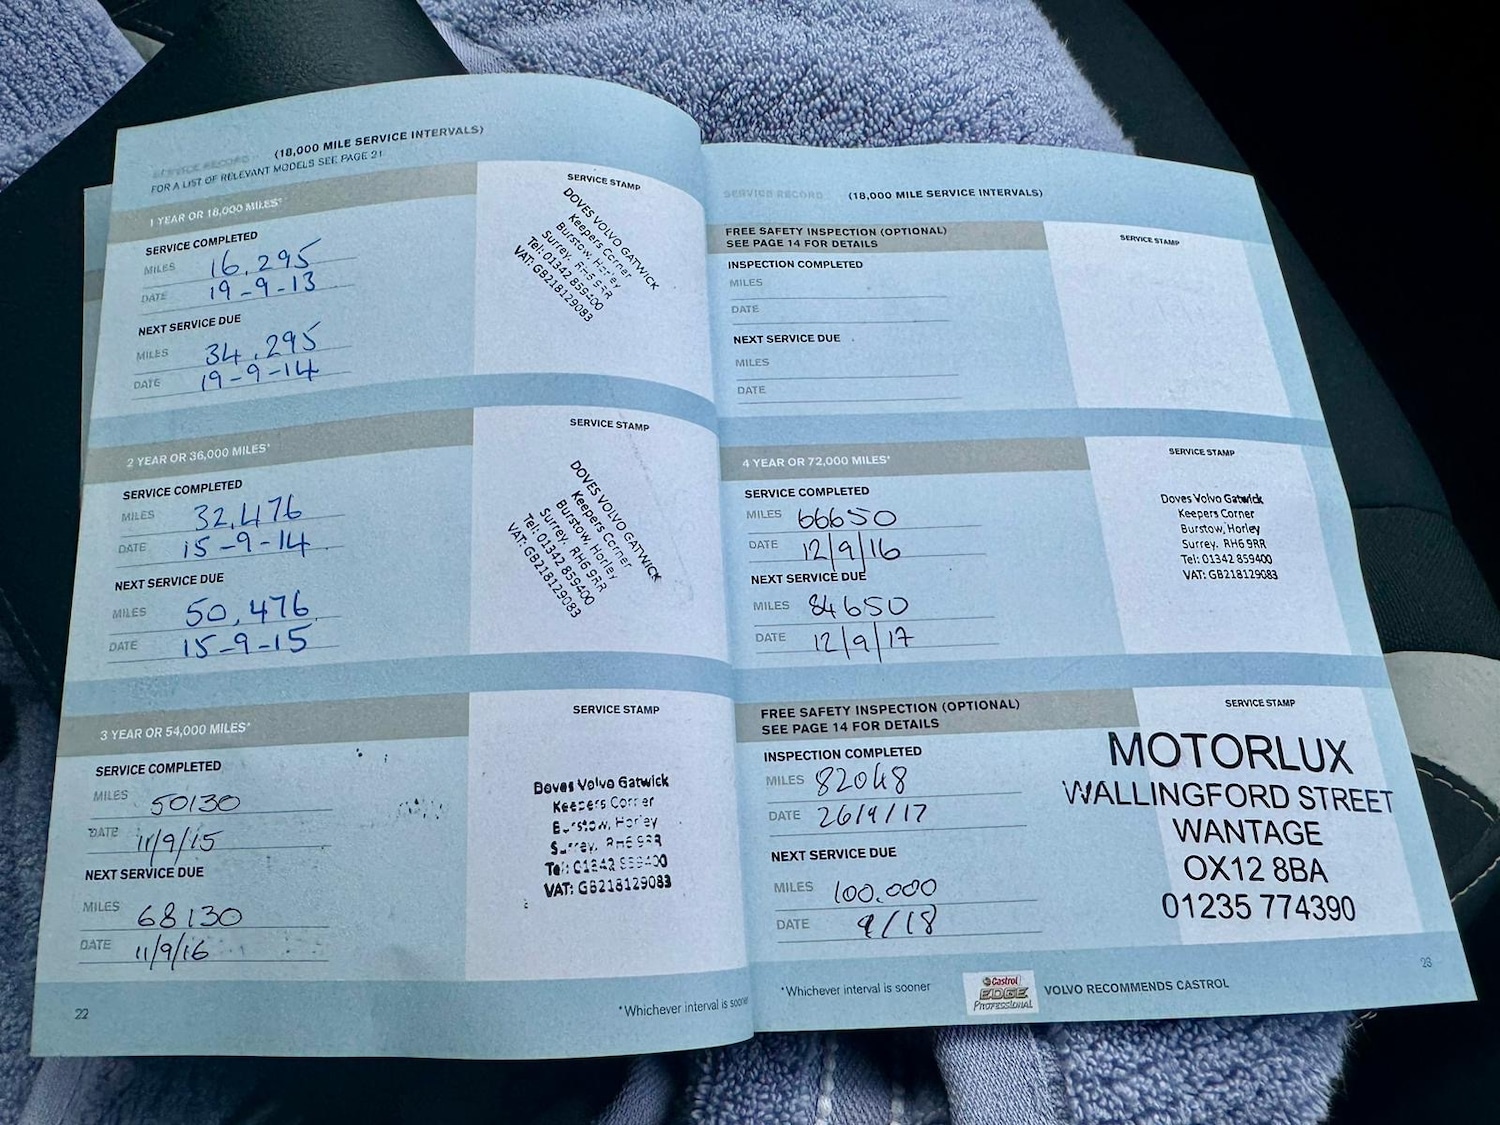 SERVICE RECORD (18,000 MILE SERVICE INTERVALS)
FOR A LIST OF RELEVANT MODELS SEE PAGE 21
1 YEAR OR 18,000 MILES*
SERVICE COMPLETED
MILES 16,295
DATE 19-9-13
NEXT SERVICE DUE
MILES 34,295
DATE 19-9-14
SERVICE STAMP
DOVES VOLVO GATWICK
Keepers Corner
Burstow, Horley
Surrey. RH6 9RR
Tel: 01342 859400
VAT: GB218129083
2 YEAR OR 36,000 MILES*
SERVICE COMPLETED
MILES 32,476
DATE 15-9-14
NEXT SERVICE DUE
MILES 50,476
DATE 15-9-15
SERVICE STAMP
DOVES VOLVO GATWICK
Keepers Corner
Burstow, Horley
Surrey. RH6 9RR
Tel: 01342 859400
VAT: GB218129083
3 YEAR OR 54,000 MILES*
SERVICE COMPLETED
MILES 50130
DATE 11/9/15
NEXT SERVICE DUE
MILES 68130
DATE 11/9/16
SERVICE STAMP
Doves Volvo Gatwick
Keepers Corner
Burstow, Horley
Surrey. RH6 9RR
Tel: 01342 859400
VAT: GB218129083
22
*Whichever interval is sooner
SERVICE RECORD (18,000 MILE SERVICE INTERVALS)
FREE SAFETY INSPECTION (OPTIONAL)
SEE PAGE 14 FOR DETAILS
INSPECTION COMPLETED
MILES
DATE
NEXT SERVICE DUE
MILES
DATE
SERVICE STAMP
4 YEAR OR 72,000 MILES*
SERVICE COMPLETED
MILES 66650
DATE 12/9/16
NEXT SERVICE DUE
MILES 84650
DATE 12/9/17
SERVICE STAMP
Doves Volvo Gatwick
Keepers Corner
Burstow, Horley
Surrey. RH6 9RR
Tel: 01342 859400
VAT: GB218129083
FREE SAFETY INSPECTION (OPTIONAL)
SEE PAGE 14 FOR DETAILS
INSPECTION COMPLETED
MILES 82048
DATE 26/9/17
NEXT SERVICE DUE
MILES 100,000
DATE 9/18
SERVICE STAMP
MOTORLUX
WALLINGFORD STREET
WANTAGE
OX12 8BA
01235 774390
*Whichever interval is sooner
Castrol
EDGE
Professional
VOLVO RECOMMENDS CASTROL
23